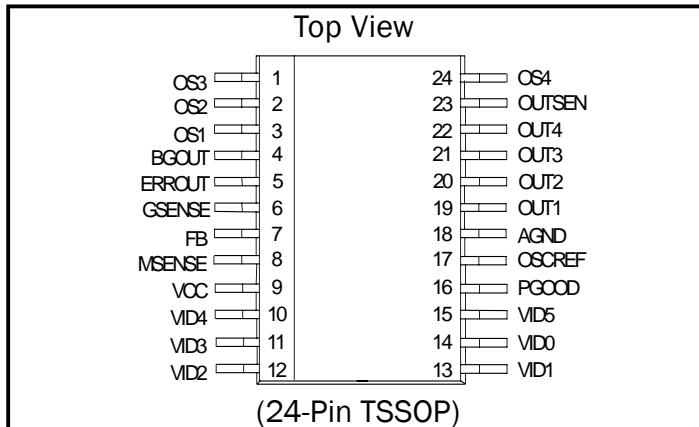 Top View
OS3 1 24 OS4
OS2 2 23 OUTSEN
OS1 3 22 OUT4
BGOUT 4 21 OUT3
ERROUT 5 20 OUT2
GSENSE 6 19 OUT1
FB 7 18 AGND
MSENSE 8 17 OSCREF
VCC 9 16 PGOOD
VID4 10 15 VID5
VID3 11 14 VID0
VID2 12 13 VID1
(24-Pin TSSOP)